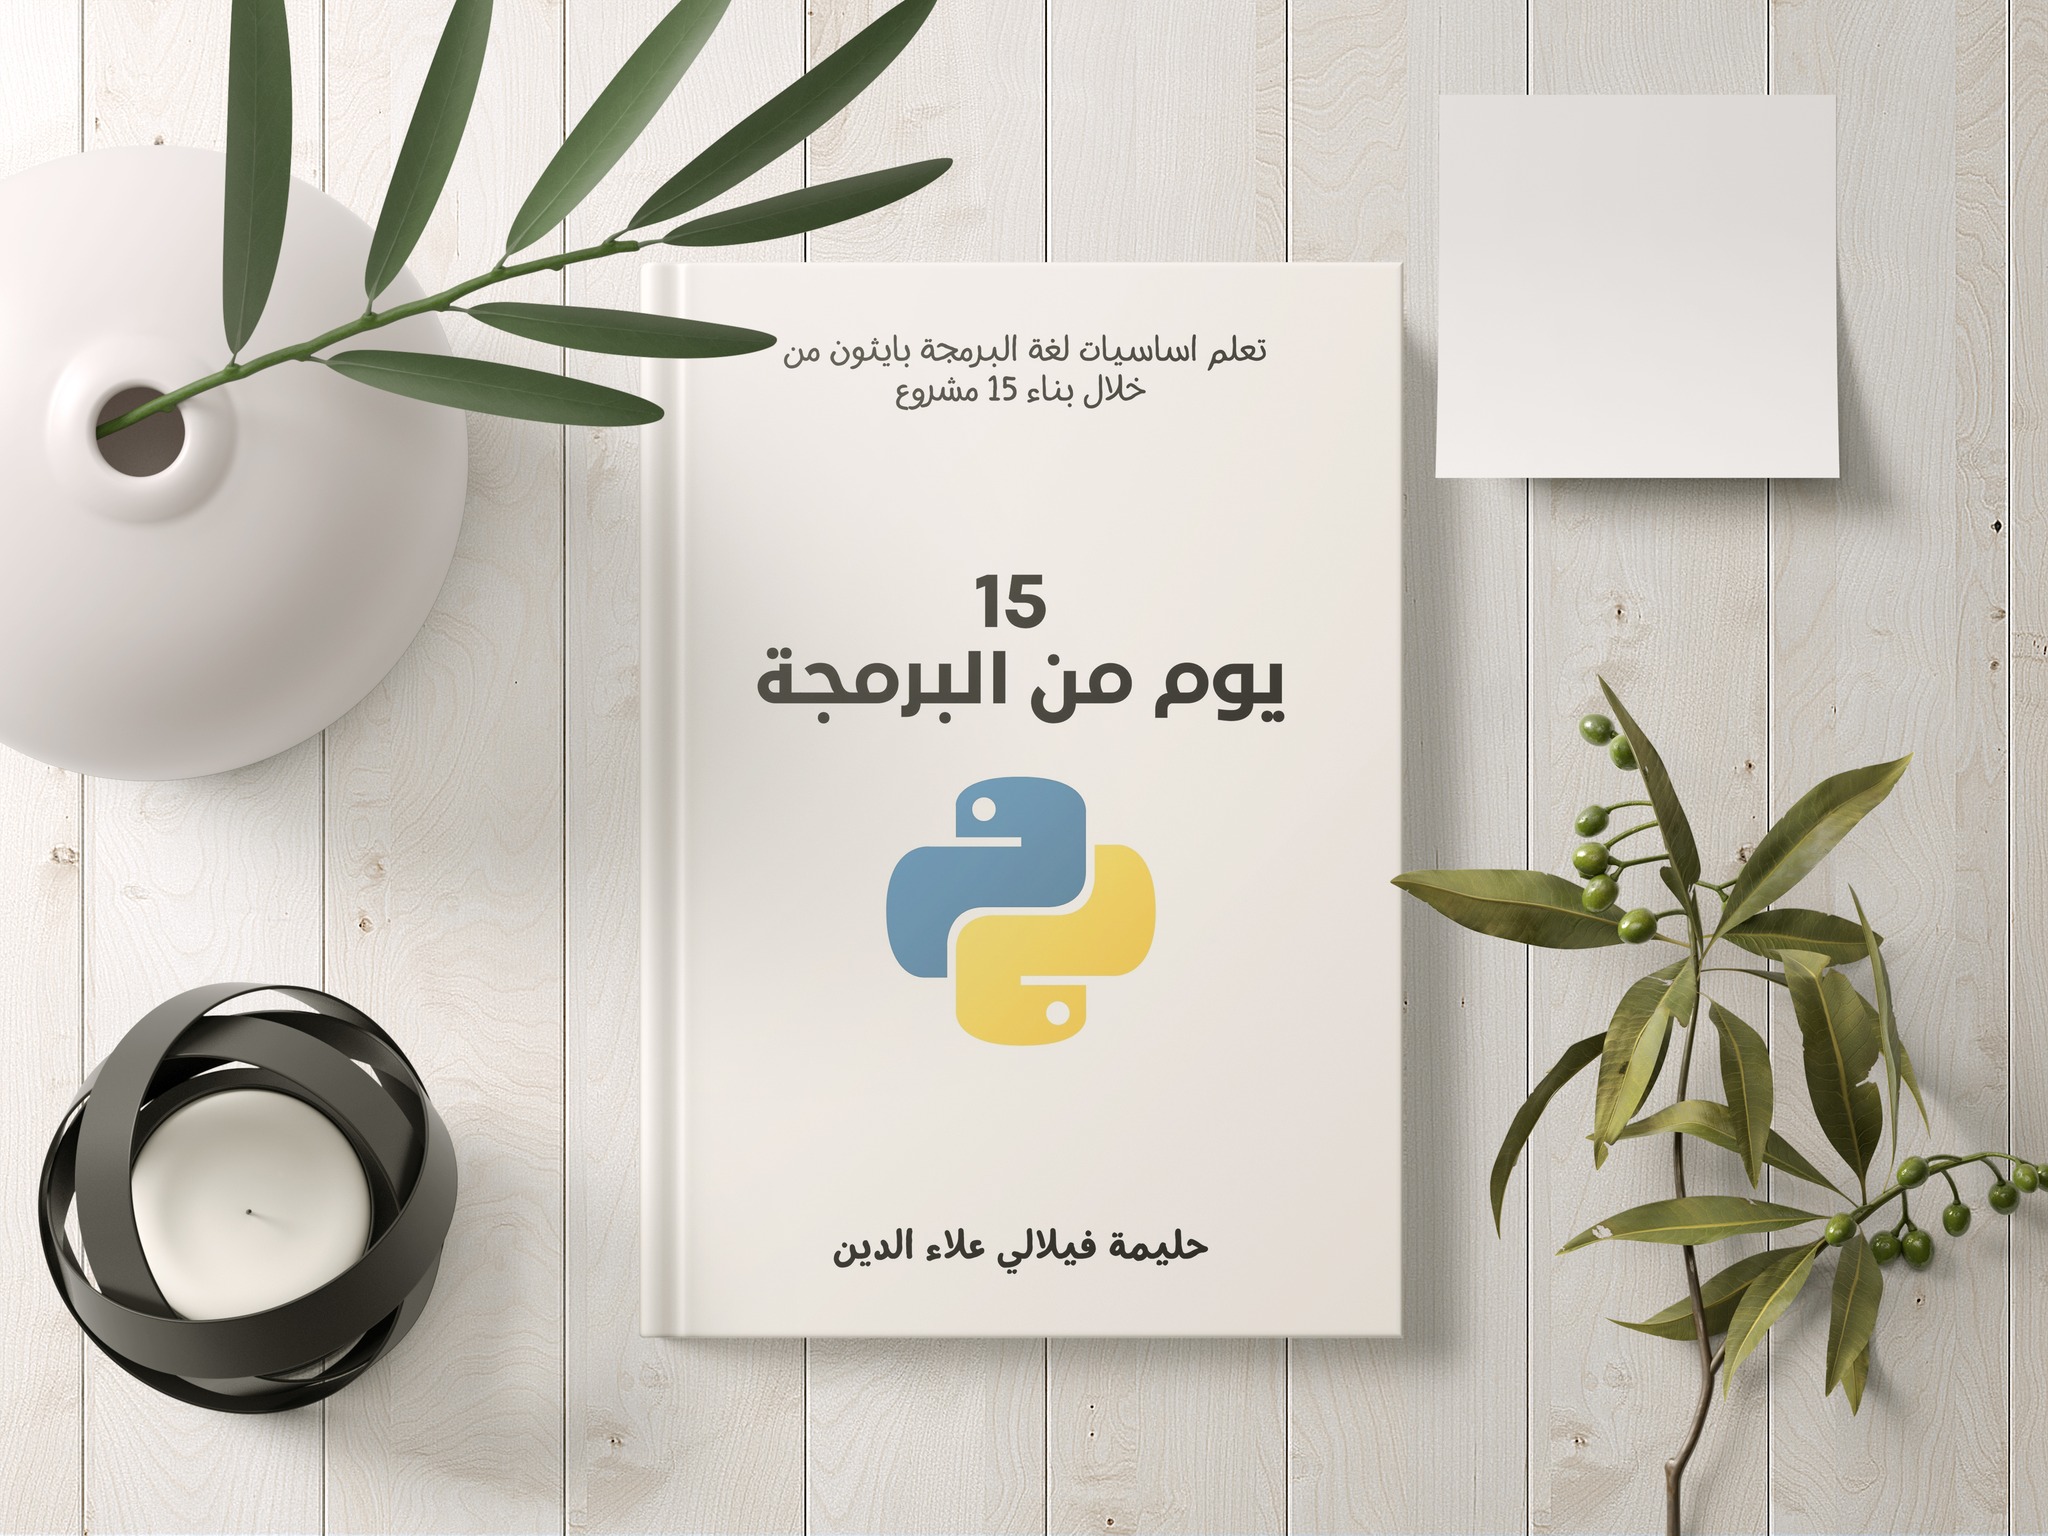 تعلم اساسيات لغة البرمجة بايثون من
خلال بناء 15 مشروع
15
يوم من البرمجة
حليمة فيلالي علاء الدين